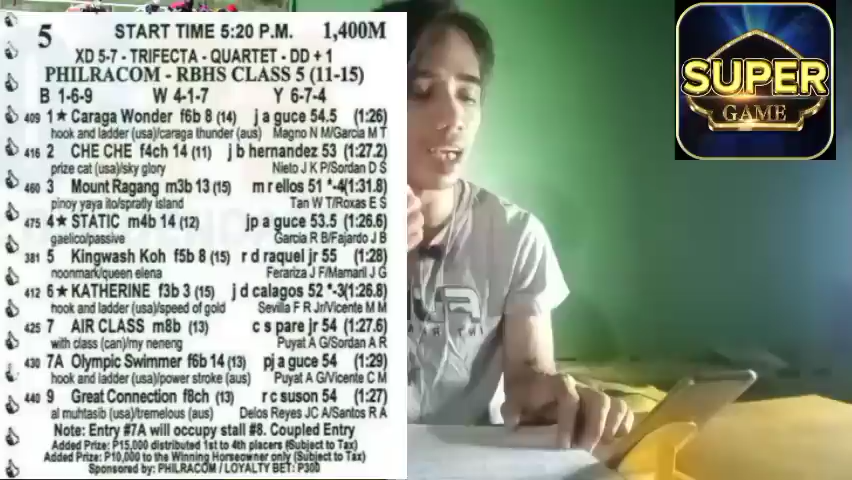 5
START TIME 5:20 P.M. 1,400M
XD 5-7 - TRIFECTA - QUARTET - DD + 1
PHILRACOM - RBHS CLASS 5 (11-15)
B 1-6-9 W 4-1-7 Y 6-7-4
409 1★ Caraga Wonder f6b 8 (14) j a guce 54.5 (1:26)
hook and ladder (usa)/caraga thunder (aus) Magno N M/Garcia M T
416 2 CHE CHE f4ch 14 (11) j b hernandez 53 (1:27.2)
prize cat (usa)/sky glory Nieto J K P/Sordan D S
460 3 Mount Ragang m3b 13 (15) m r ellos 51 *-4(1:31.8)
pinoy yaya ito/spratly island Tan W T/Roxas E S
475 4★ STATIC m4b 14 (12) jp a guce 53.5 (1:26.6)
gaelico/passive Garcia R B/Fajardo J B
381 5 Kingwash Koh f5b 8 (15) r d raquel jr 55 (1:28)
noonmark/queen elena Ferariza J F/Mamaril J G
412 6★ KATHERINE f3b 3 (15) j d calagos 52 *-3(1:26.8)
hook and ladder (usa)/speed of gold Sevilla F R Jr/Vicente M M
425 7 AIR CLASS m8b (13) c s pare jr 54 (1:27.6)
with class (can)/my neneng Puyat A G/Sordan A R
430 7A Olympic Swimmer f6b 14 (13) pj a guce 54 (1:29)
hook and ladder (usa)/power stroke (aus) Puyat A G/Vicente C M
440 9 Great Connection f8ch (13) r c suson 54 (1:27)
al muhtasib (usa)/tremelous (aus) Delos Reyes JC A/Santos R A
Note: Entry #7A will occupy stall #8. Coupled Entry
Added Prize: P15,000 distributed 1st to 4th placers (Subject to Tax)
Added Prize: P10,000 to the Winning Horseowner only (Subject to Tax)
Sponsored by: PHILRACOM / LOYALTY BET: P300
SUPER
GAME